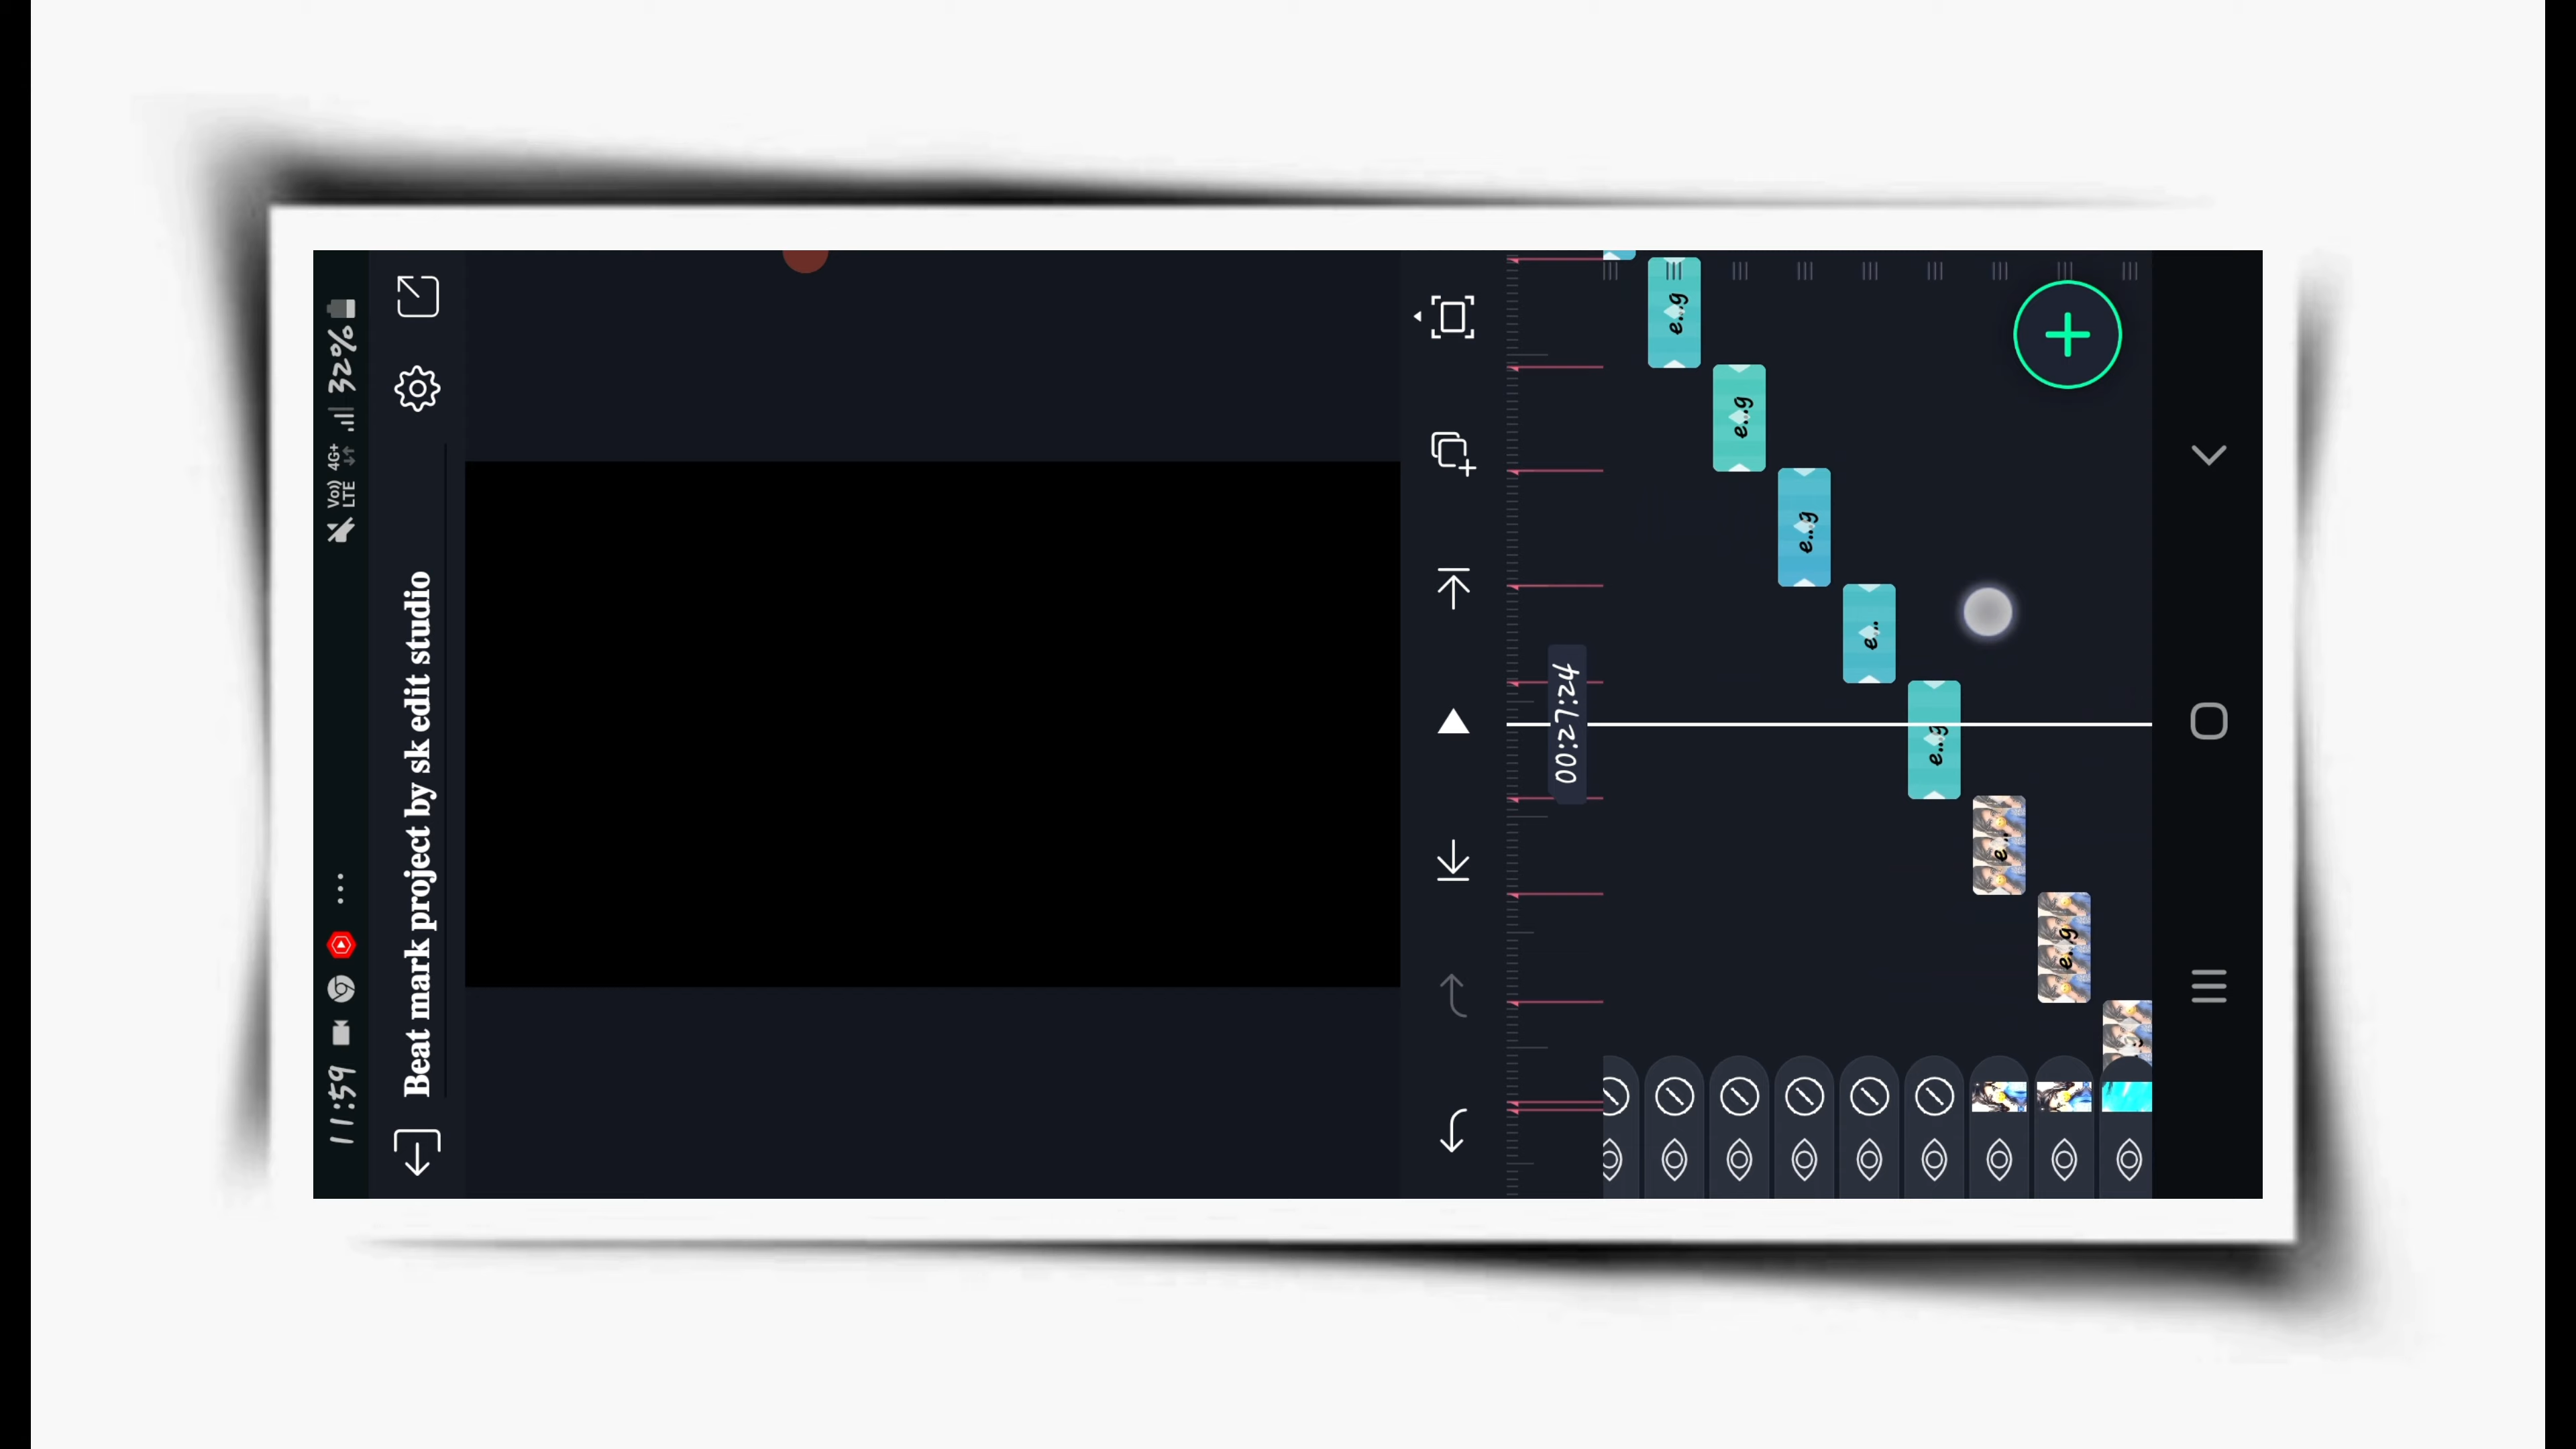 11:59
Vo)) 4G+
LTE
32%
Beat mark project by sk edit studio
00:27:24
e...g
e...g
e...g
e...
e...g
e...
e...g